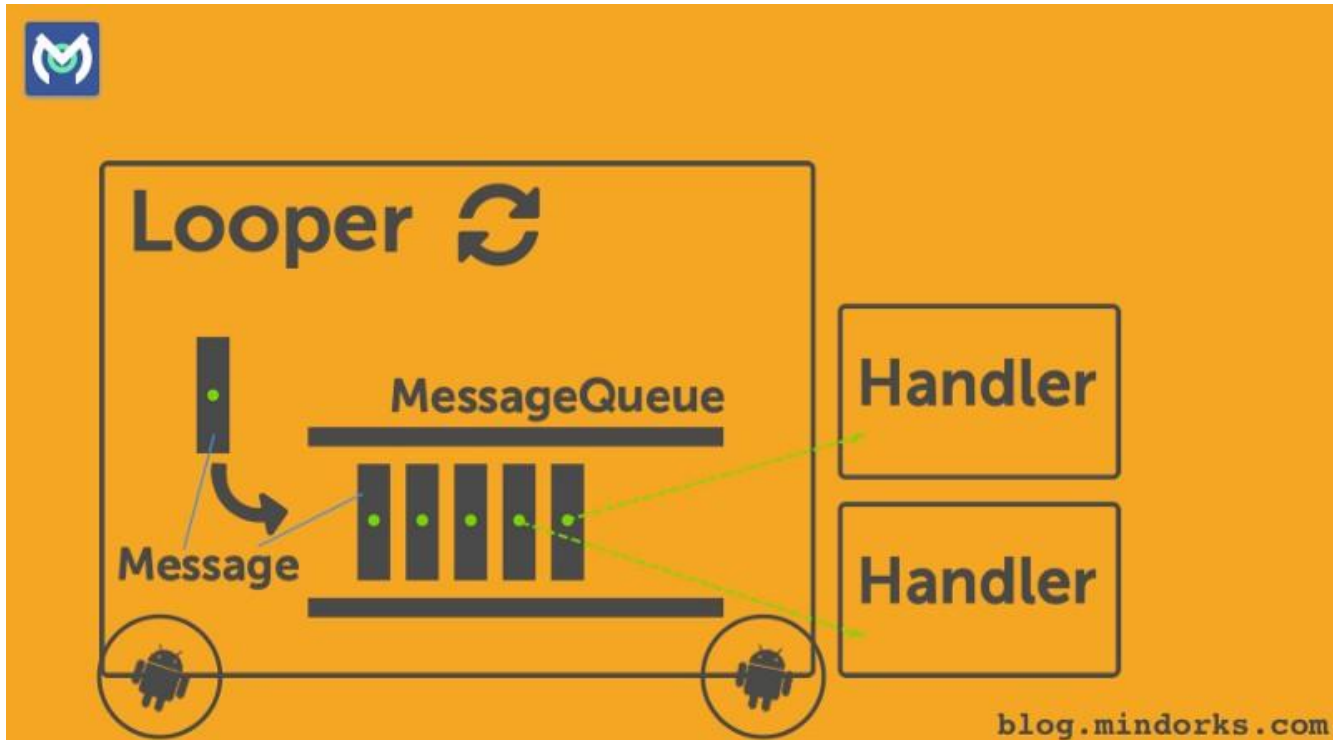 Looper
MessageQueue
Message
Handler
Handler
blog.mindorks.com